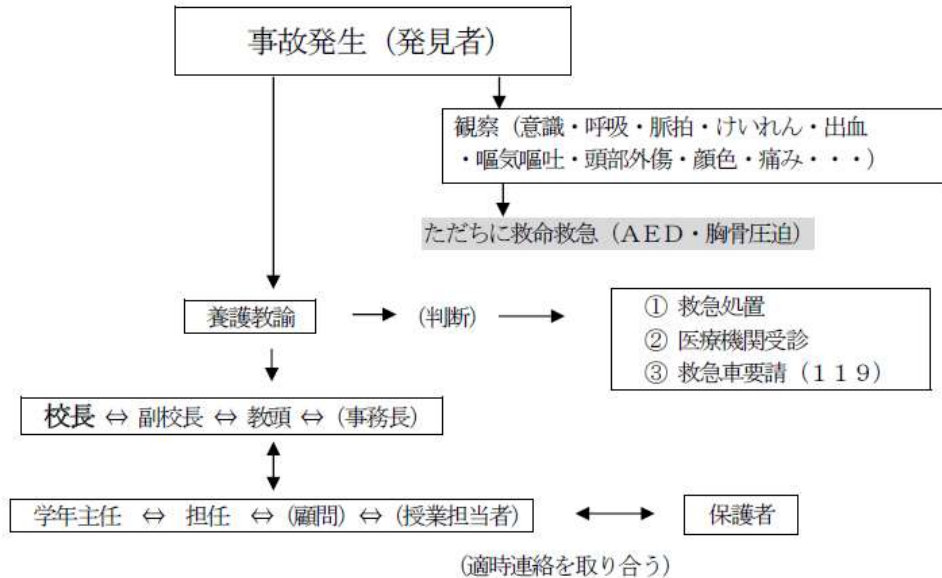 事故発生（発見者）
観察（意識・呼吸・脈拍・けいれん・出血
・嘔気嘔吐・頭部外傷・顔色・痛み・・・）
ただちに救命救急（ＡＥＤ・胸骨圧迫）
養護教諭
(判断)
① 救急処置
② 医療機関受診
③ 救急車要請（１１９）
校長 ⇔ 副校長 ⇔ 教頭 ⇔ (事務長)
学年主任 ⇔ 担任 ⇔ (顧問) ⇔ (授業担当者)
保護者
(適時連絡を取り合う)